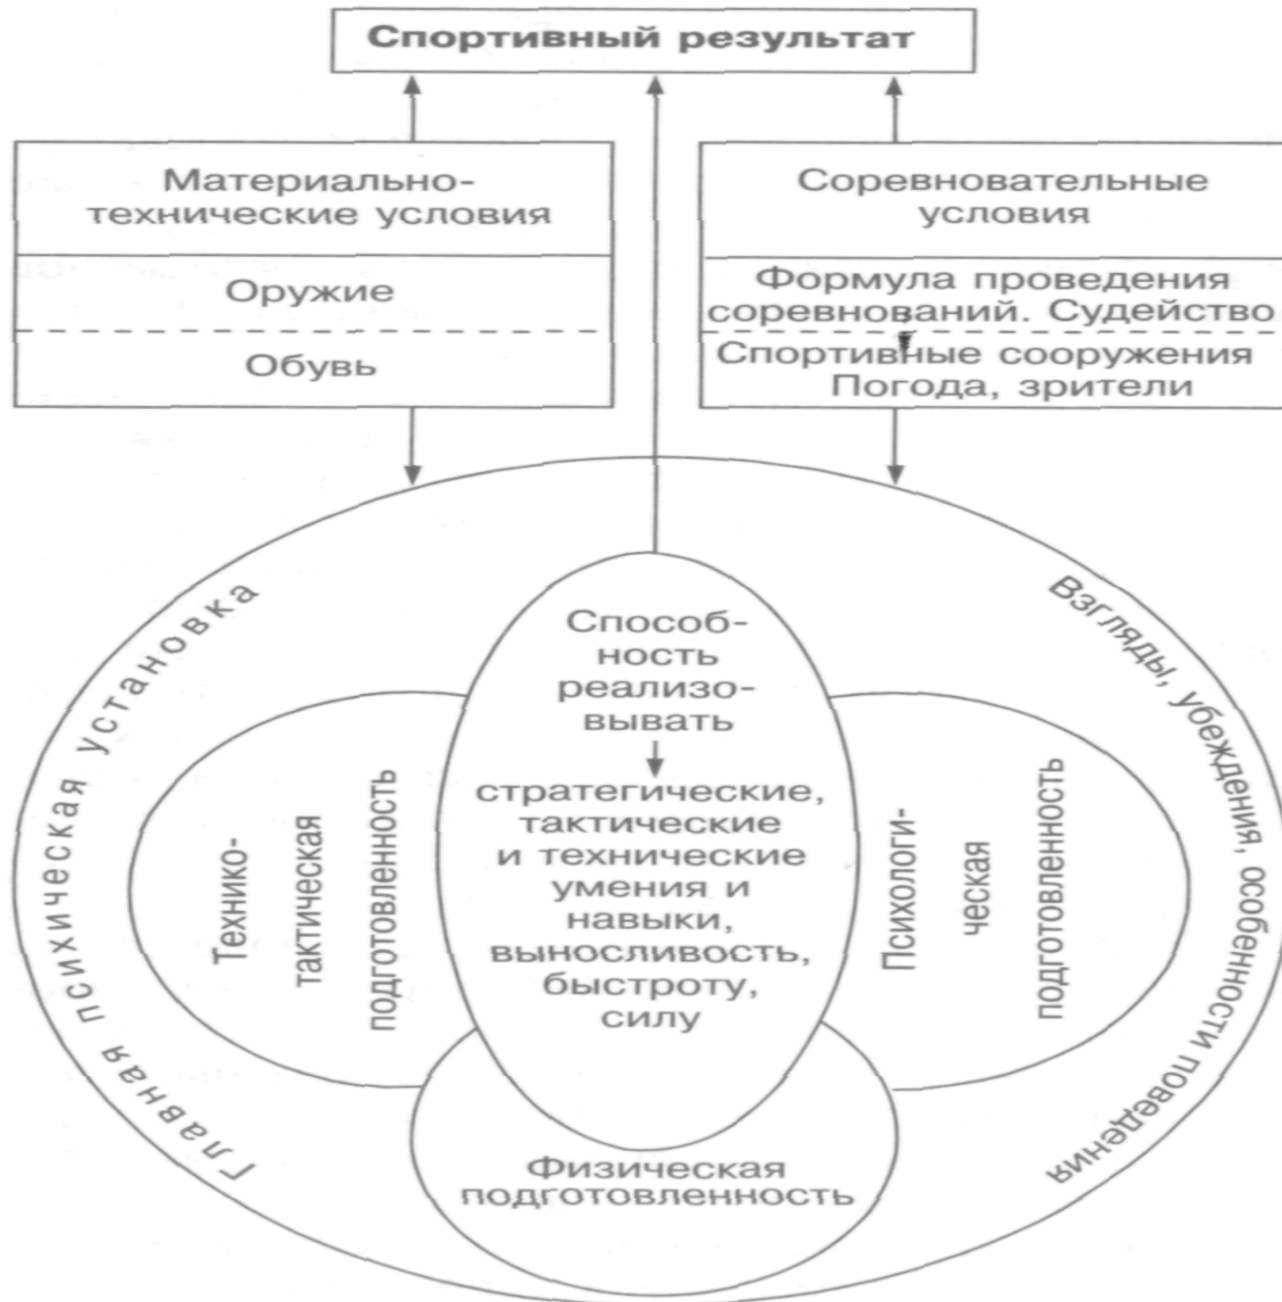 Спортивный результат
Материально-
технические условия
Оружие
Обувь
Соревновательные
условия
Формула проведения
соревнований. Судейство
Спортивные сооружения
Погода, зрители
Главная психическая установка
Взгляды, убеждения, особенности поведения
Способ-
ность
реализо-
вывать
стратегические,
тактические
и технические
умения и
навыки,
выносливость,
быстроту,
силу
Технико-
тактическая
подготовленность
Психологи-
ческая
подготовленность
Физическая
подготовленность